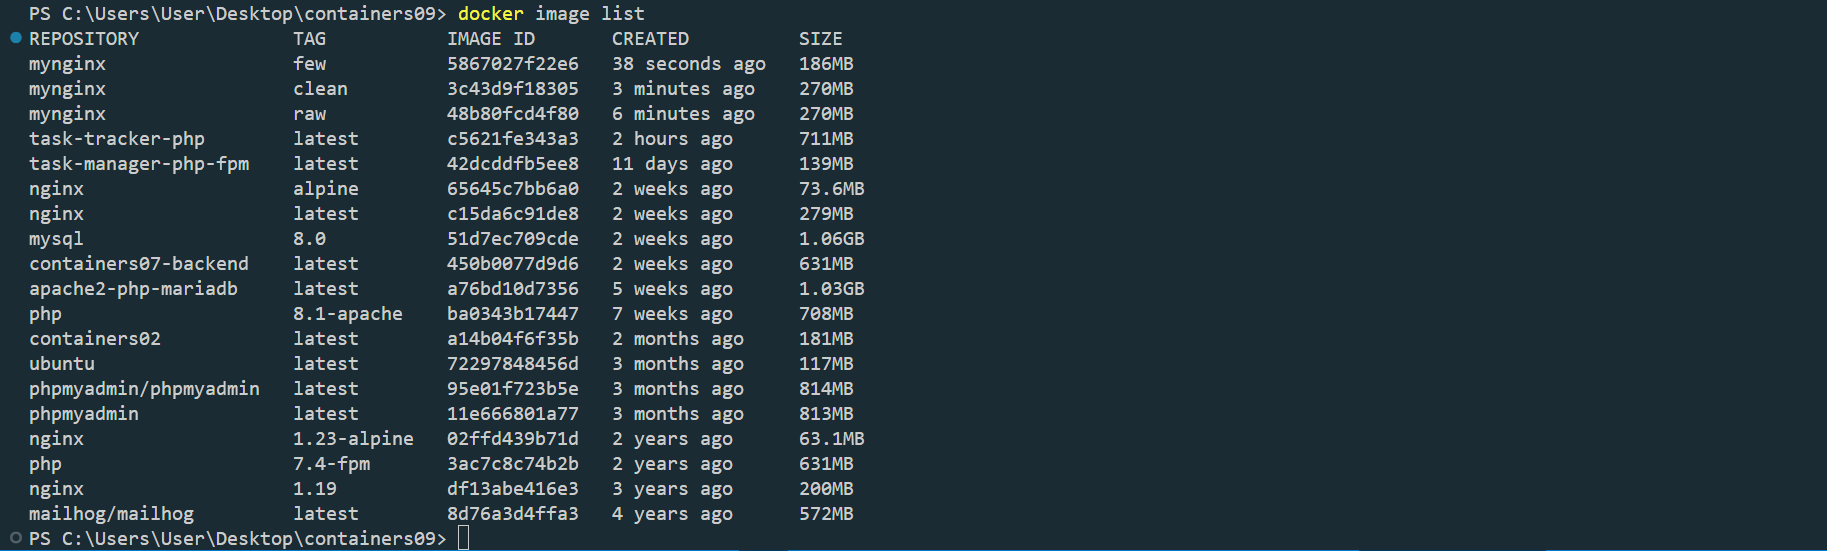 PS C:\Users\User\Desktop\containers09> docker image list
REPOSITORY                TAG           IMAGE ID       CREATED          SIZE
mynginx                   few           5867027f22e6   38 seconds ago   186MB
mynginx                   clean         3c43d9f18305   3 minutes ago    270MB
mynginx                   raw           48b80fcd4f80   6 minutes ago    270MB
task-tracker-php          latest        c5621fe343a3   2 hours ago      711MB
task-manager-php-fpm      latest        42dcddfb5ee8   11 days ago      139MB
nginx                     alpine        65645c7bb6a0   2 weeks ago      73.6MB
nginx                     latest        c15da6c91de8   2 weeks ago      279MB
mysql                     8.0           51d7ec709cde   2 weeks ago      1.06GB
containers07-backend      latest        450b0077d9d6   2 weeks ago      631MB
apache2-php-mariadb       latest        a76bd10d7356   5 weeks ago      1.03GB
php                       8.1-apache    ba0343b17447   7 weeks ago      708MB
containers02              latest        a14b04f6f35b   2 months ago     181MB
ubuntu                    latest        72297848456d   3 months ago     117MB
phpmyadmin/phpmyadmin     latest        95e01f723b5e   3 months ago     814MB
phpmyadmin                latest        11e666801a77   3 months ago     813MB
nginx                     1.23-alpine   02ffd439b71d   2 years ago      63.1MB
php                       7.4-fpm       3ac7c8c74b2b   2 years ago      631MB
nginx                     1.19          df13abe416e3   3 years ago      200MB
mailhog/mailhog           latest        8d76a3d4ffa3   4 years ago      572MB
PS C:\Users\User\Desktop\containers09>